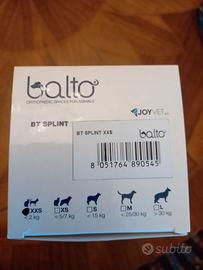 balto
ORTHOPAEDIC BRACES FOR ANIMALS
JOYVET
BT SPLINT
BT SPLINT XXS
balto
8 051764 890545
XXS
XS
S
M
L
< 2 kg
< 5/7 kg
< 15 kg
< 25/30 kg
> 30 kg
subito